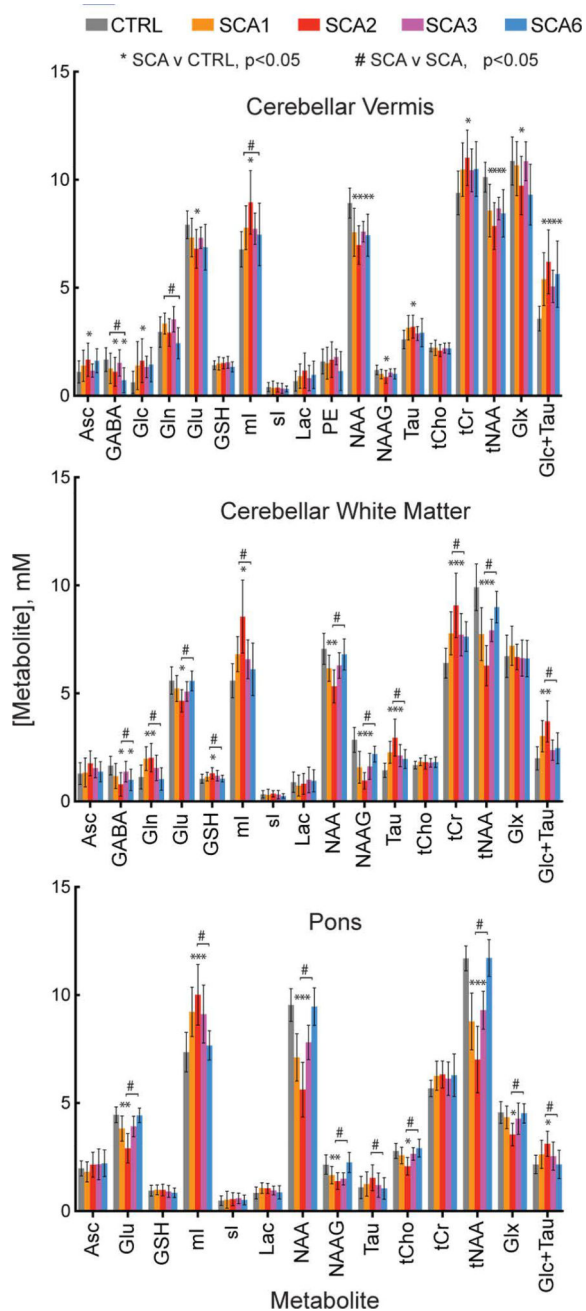 CTRL SCA1 SCA2 SCA3 SCA6
* SCA v CTRL, p<0.05 # SCA v SCA, p<0.05
Cerebellar Vermis
15
10
5
0
# * * # * * * # * # * **** * * * **** * ****
Asc GABA Glc Gln Glu GSH mI sI Lac PE NAA NAAG Tau tCho tCr tNAA Glx Glc+Tau
Cerebellar White Matter
[Metabolite], mM
15
10
5
0
# * * # ** # * # * # * # ** # *** # *** # *** # *** # **
Asc GABA Gln Glu GSH mI sI Lac NAA NAAG Tau tCho tCr tNAA Glx Glc+Tau
Pons
15
10
5
0
# ** # *** # *** # ** # # * # *** # * # *
Asc Glu GSH mI sI Lac NAA NAAG Tau tCho tCr tNAA Glx Glc+Tau
Metabolite